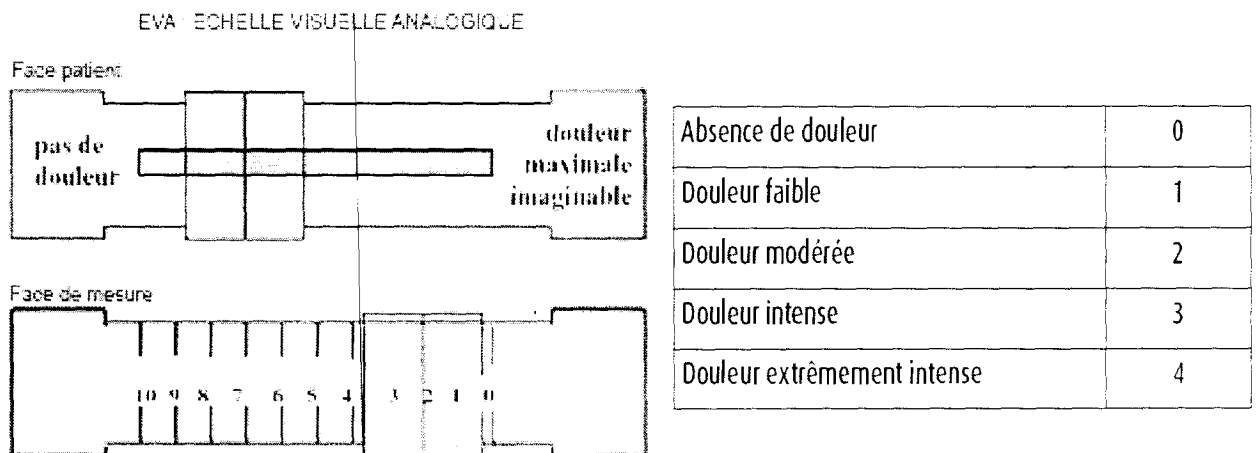 EVA : ECHELLE VISUELLE ANALOGIQUE
Face patient
pas de
douleur
douleur
maximale
imaginable
Face de mesure
10 9 8 7 6 5 4 3 2 1 0
Absence de douleur 0
Douleur faible 1
Douleur modérée 2
Douleur intense 3
Douleur extrêmement intense 4